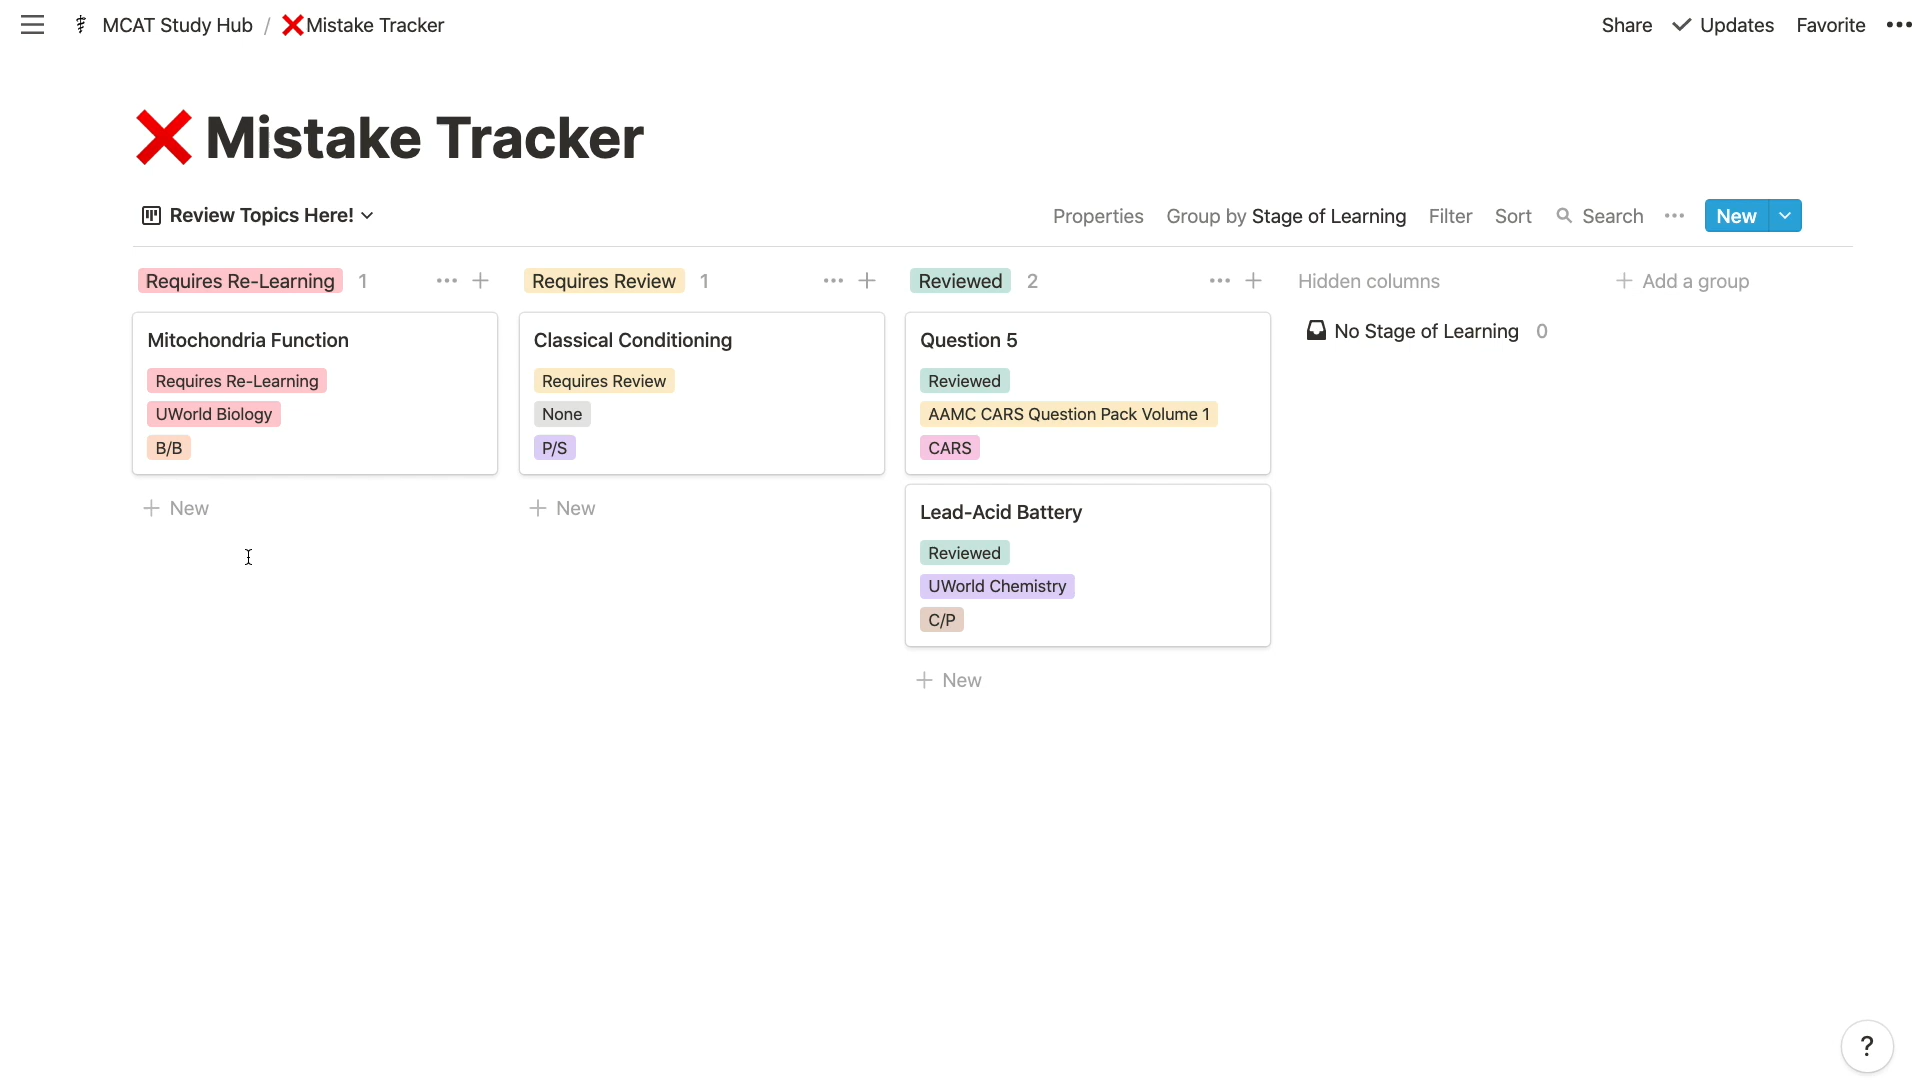 MCAT Study Hub / ❌Mistake Tracker
Share ✓ Updates Favorite •••
❌Mistake Tracker
Review Topics Here!
Properties Group by Stage of Learning Filter Sort Search ••• New
Requires Re-Learning 1 ••• +
Mitochondria Function
Requires Re-Learning
UWorld Biology
B/B
+ New
Requires Review 1 ••• +
Classical Conditioning
Requires Review
None
P/S
+ New
Reviewed 2 ••• +
Question 5
Reviewed
AAMC CARS Question Pack Volume 1
CARS
Lead-Acid Battery
Reviewed
UWorld Chemistry
C/P
+ New
Hidden columns
No Stage of Learning 0
+ Add a group
?